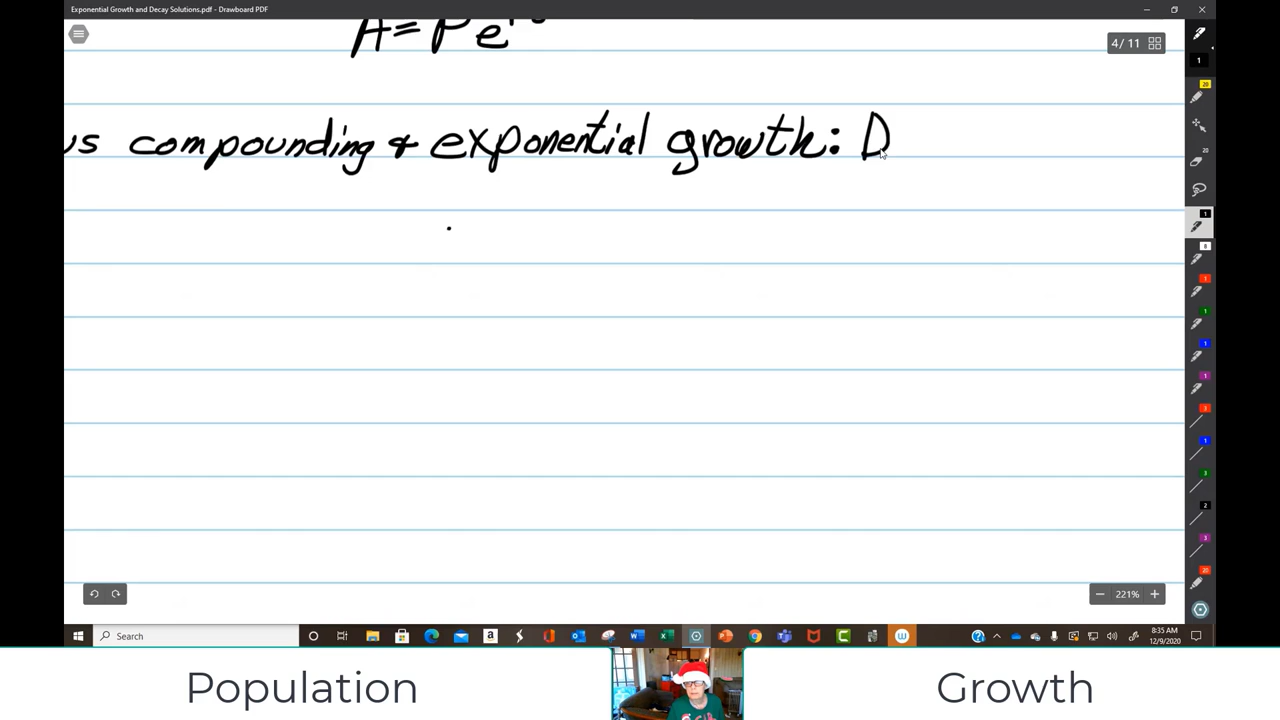 Exponential Growth and Decay Solutions.pdf - Drawboard PDF
A = Pe
4 / 11
us compounding & exponential growth: D
221%
Search
8:35 AM
12/9/2020
Population
Growth